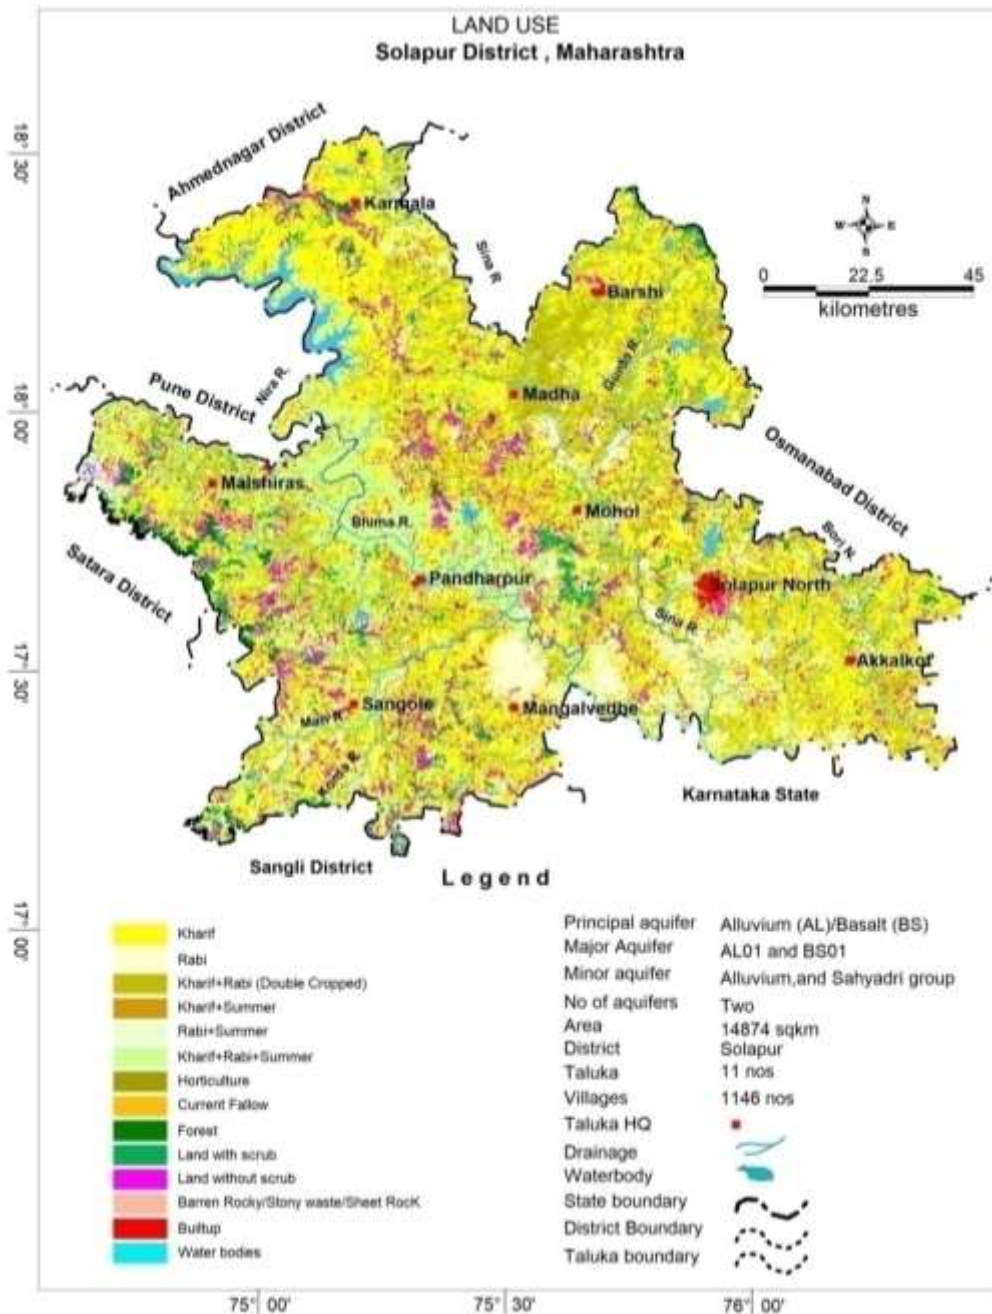 LAND USE
Solapur District , Maharashtra
Ahmednagar District
18° 30'
Karmala
Sina R
N
W E
S
0 22.5 45
kilometres
Barshi
Madha
Nira R.
Pune District
18° 00'
Osmanabad District
Malshiras
Mohol
Bhima R.
Bori N.
Satara District
Pandharpur
Solapur North
Sina R
17° 30'
Akkalkot
Sangole
Man R
Mangalvedhe
Karnataka State
Sangli District
17° 00'
Legend
Kharif
Rabi
Kharif+Rabi (Double Cropped)
Kharif+Summer
Rabi+Summer
Kharif+Rabi+Summer
Horticulture
Current Fallow
Forest
Land with scrub
Land without scrub
Barren Rocky/Stony waste/Sheet RocK
Builtup
Water bodies
Principal aquifer Alluvium (AL)/Basalt (BS)
Major Aquifer AL01 and BS01
Minor aquifer Alluvium,and Sahyadri group
No of aquifers Two
Area 14874 sqkm
District Solapur
Taluka 11 nos
Villages 1146 nos
Taluka HQ
Drainage
Waterbody
State boundary
District Boundary
Taluka boundary
75° 00' 75° 30' 76° 00'